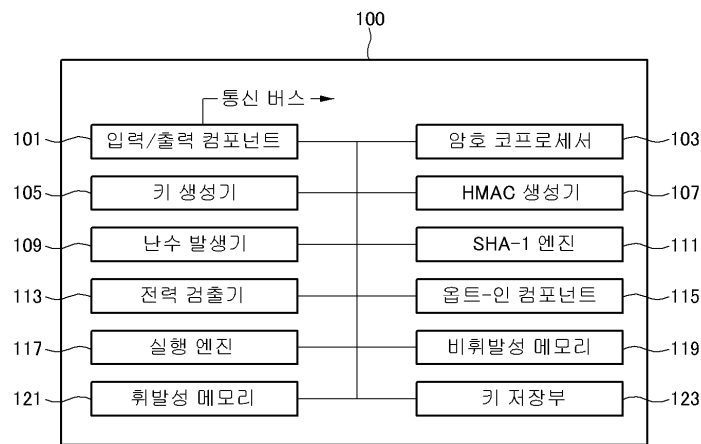 100
통신 버스
101 입력/출력 컴포넌트 암호 코프로세서 103
105 키 생성기 HMAC 생성기 107
109 난수 발생기 SHA-1 엔진 111
113 전력 검출기 옵트-인 컴포넌트 115
117 실행 엔진 비휘발성 메모리 119
121 휘발성 메모리 키 저장부 123